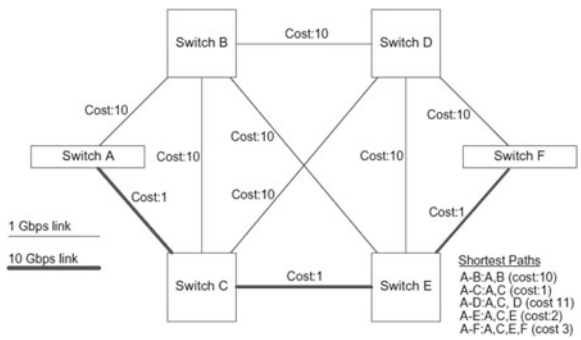 Switch B
Cost:10
Switch D
Cost:10
Cost:10
Cost:10
Switch A
Cost:10
Cost:10
Switch F
Cost:1
Cost:10
Cost:1
1 Gbps link
10 Gbps link
Switch C
Cost:1
Switch E
Shortest Paths
A-B:A,B (cost:10)
A-C:A,C (cost:1)
A-D:A,C, D (cost 11)
A-E:A,C,E (cost:2)
A-F:A,C,E,F (cost 3)